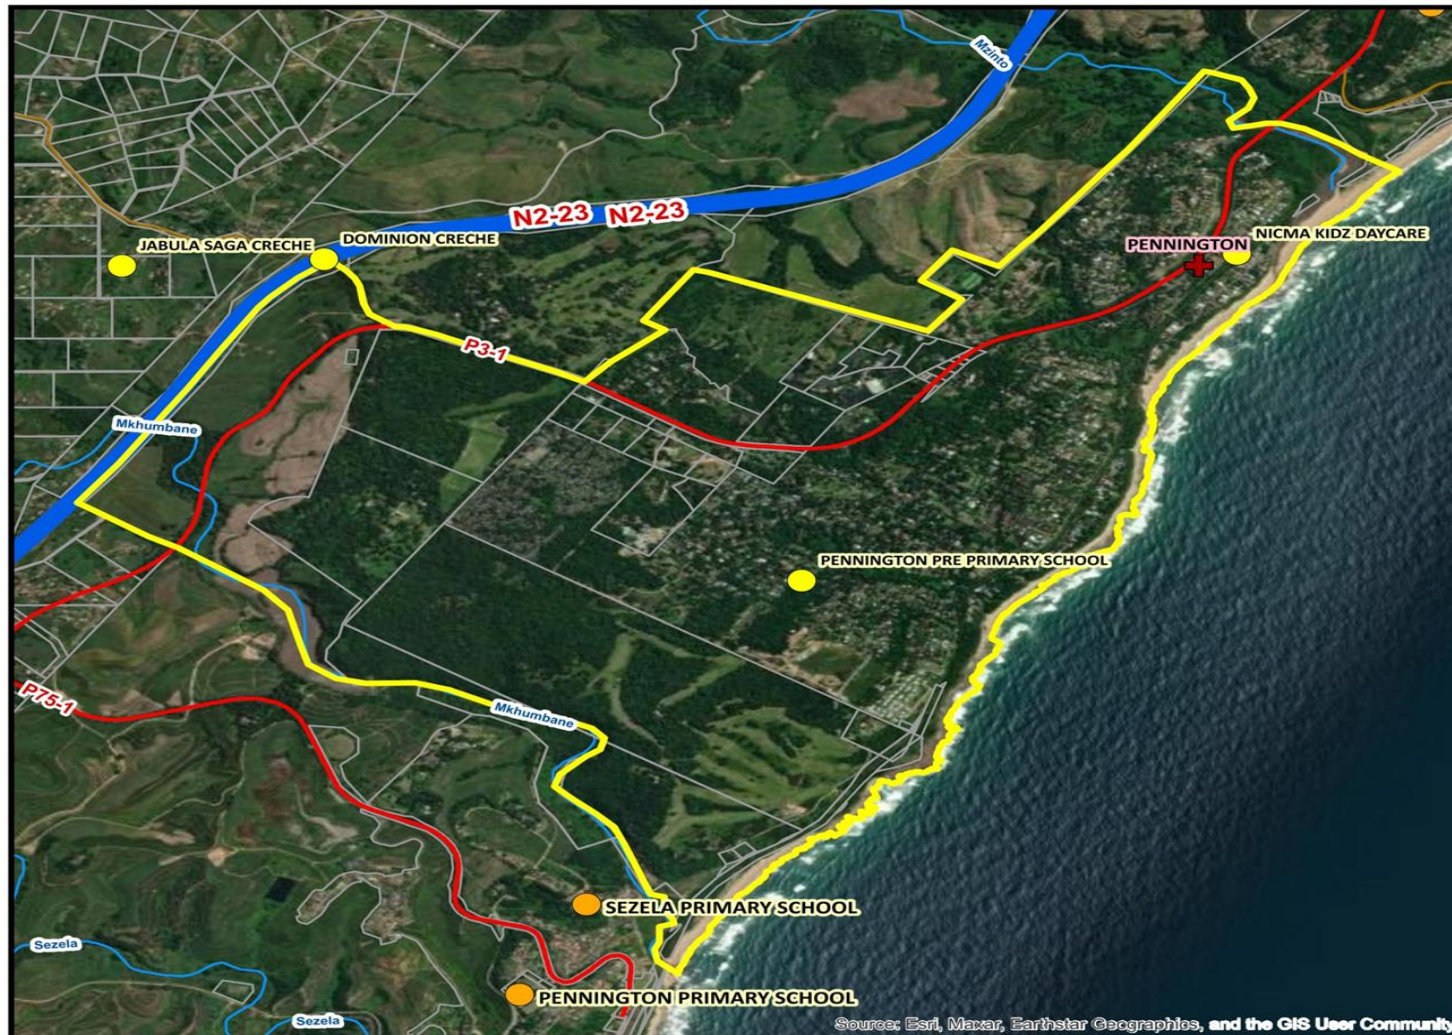 Mzinto
N2-23
N2-23
JABULA SAGA CRECHE
DOMINION CRECHE
PENNINGTON
NICMA KIDZ DAYCARE
P3-1
Mkhumbane
PENNINGTON PRE PRIMARY SCHOOL
P75-1
Mkhumbane
SEZELA PRIMARY SCHOOL
Sezela
PENNINGTON PRIMARY SCHOOL
Sezela
Source: Esri, Maxar, Earthstar Geographics, and the GIS User Community